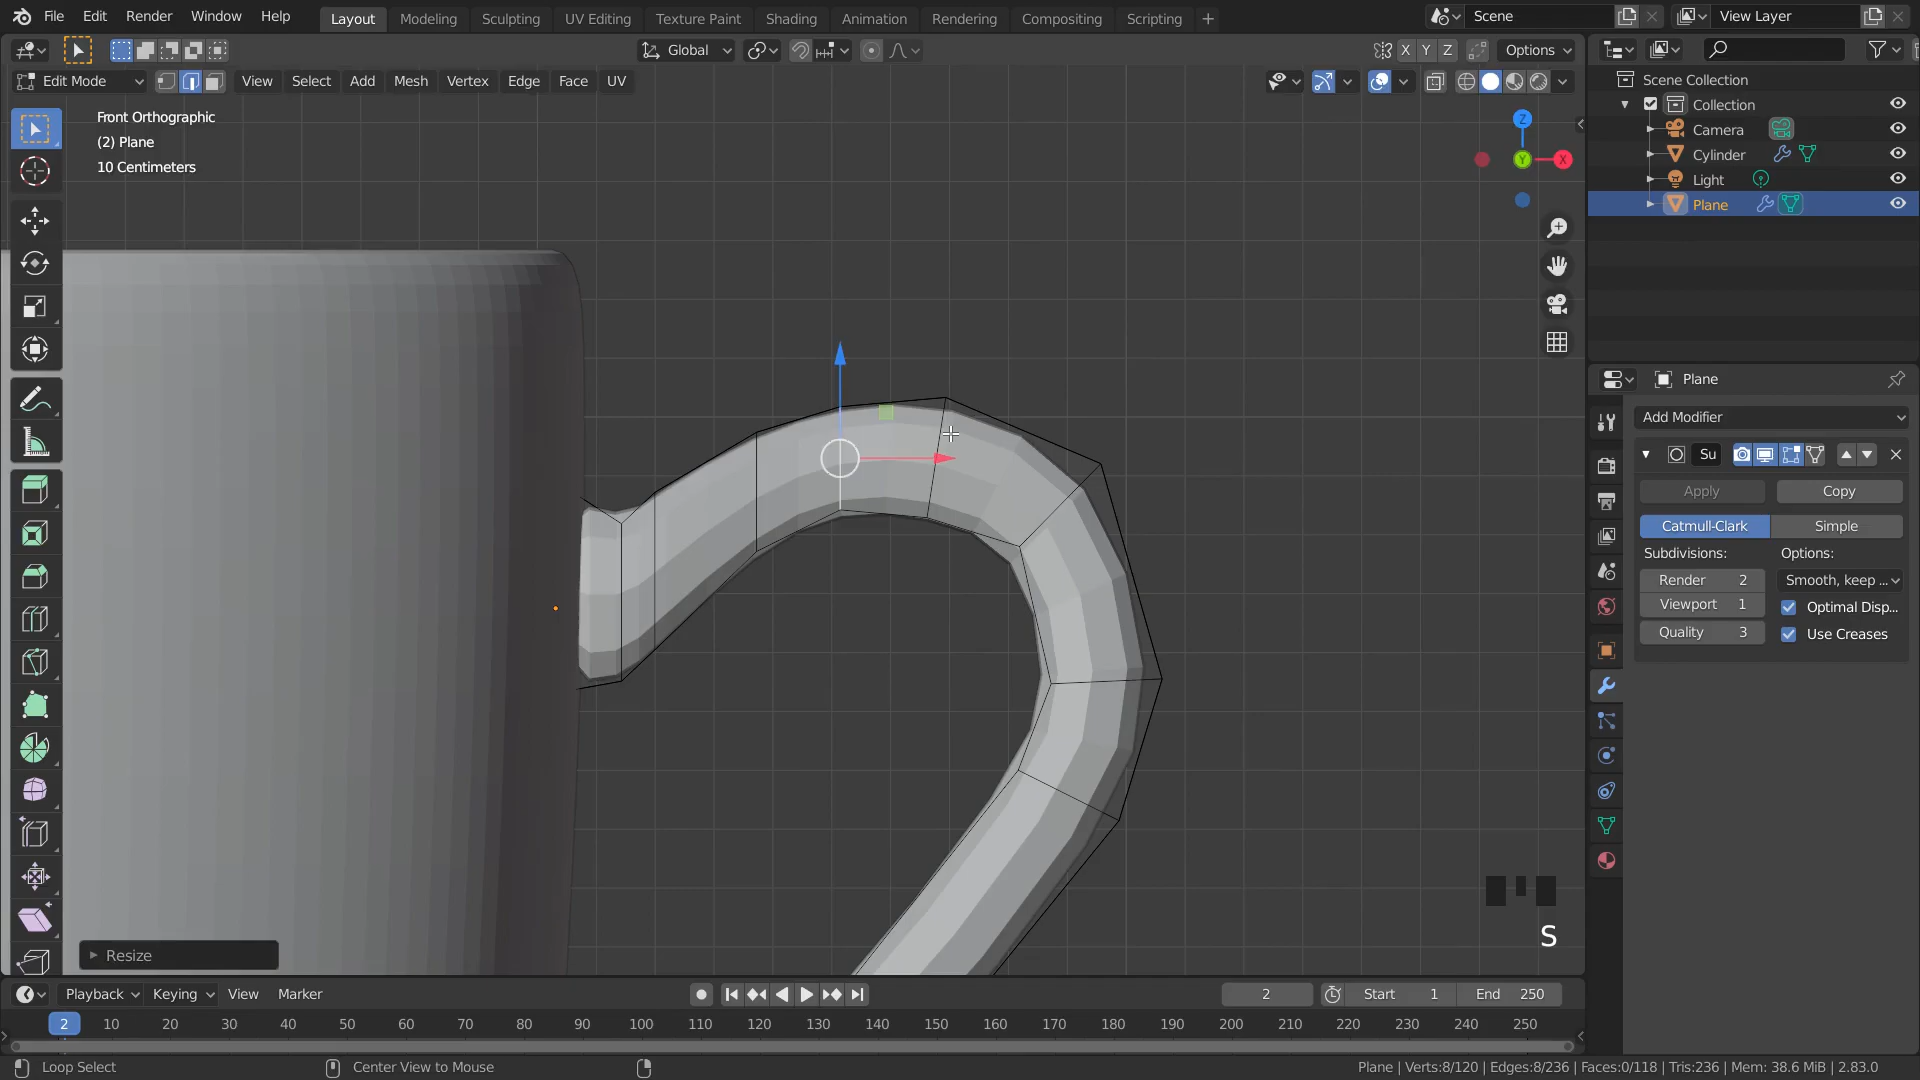 File Edit Render Window Help Layout Modeling Sculpting UV Editing Texture Paint Shading Animation Rendering Compositing Scripting + Scene View Layer
Global X Y Z Options
Edit Mode View Select Add Mesh Vertex Edge Face UV
Scene Collection
Collection
Camera
Cylinder
Light
Plane
Front Orthographic
(2) Plane
10 Centimeters
Z
Y
X
Plane
Add Modifier
Su
Apply Copy
Catmull-Clark Simple
Subdivisions: Options:
Render 2 Smooth, keep ...
Viewport 1 Optimal Disp...
Quality 3 Use Creases
S
Resize
Playback Keying View Marker 2 Start 1 End 250
2 10 20 30 40 50 60 70 80 90 100 110 120 130 140 150 160 170 180 190 200 210 220 230 240 250
Loop Select Center View to Mouse Plane | Verts:8/120 | Edges:8/236 | Faces:0/118 | Tris:236 | Mem: 38.6 MiB | 2.83.0